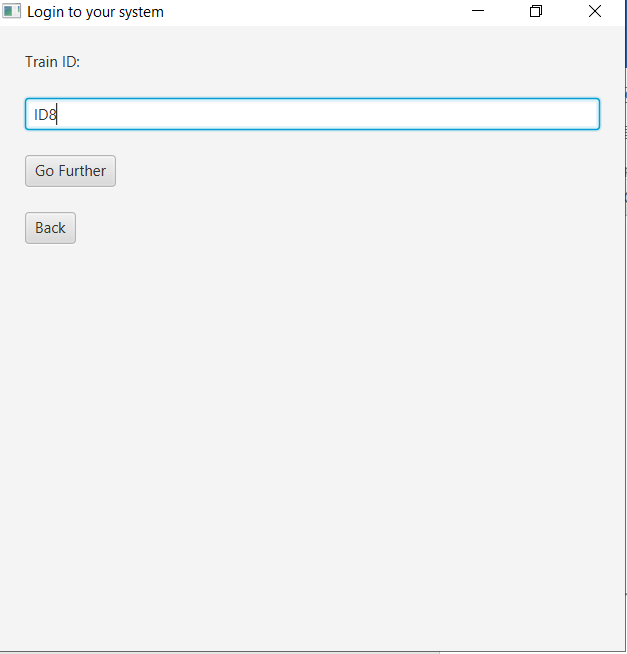 Login to your system
Train ID:
ID8
Go Further
Back